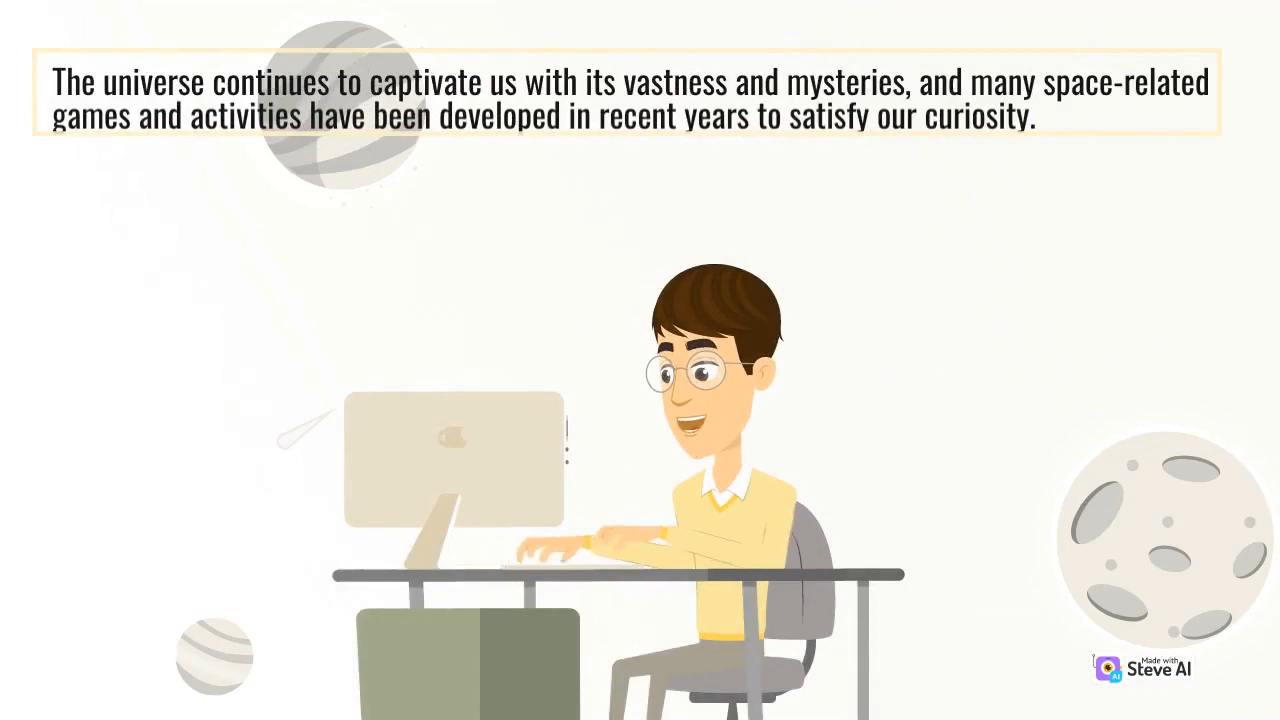 The universe continues to captivate us with its vastness and mysteries, and many space-related
games and activities have been developed in recent years to satisfy our curiosity.
Made with
Steve AI
AI